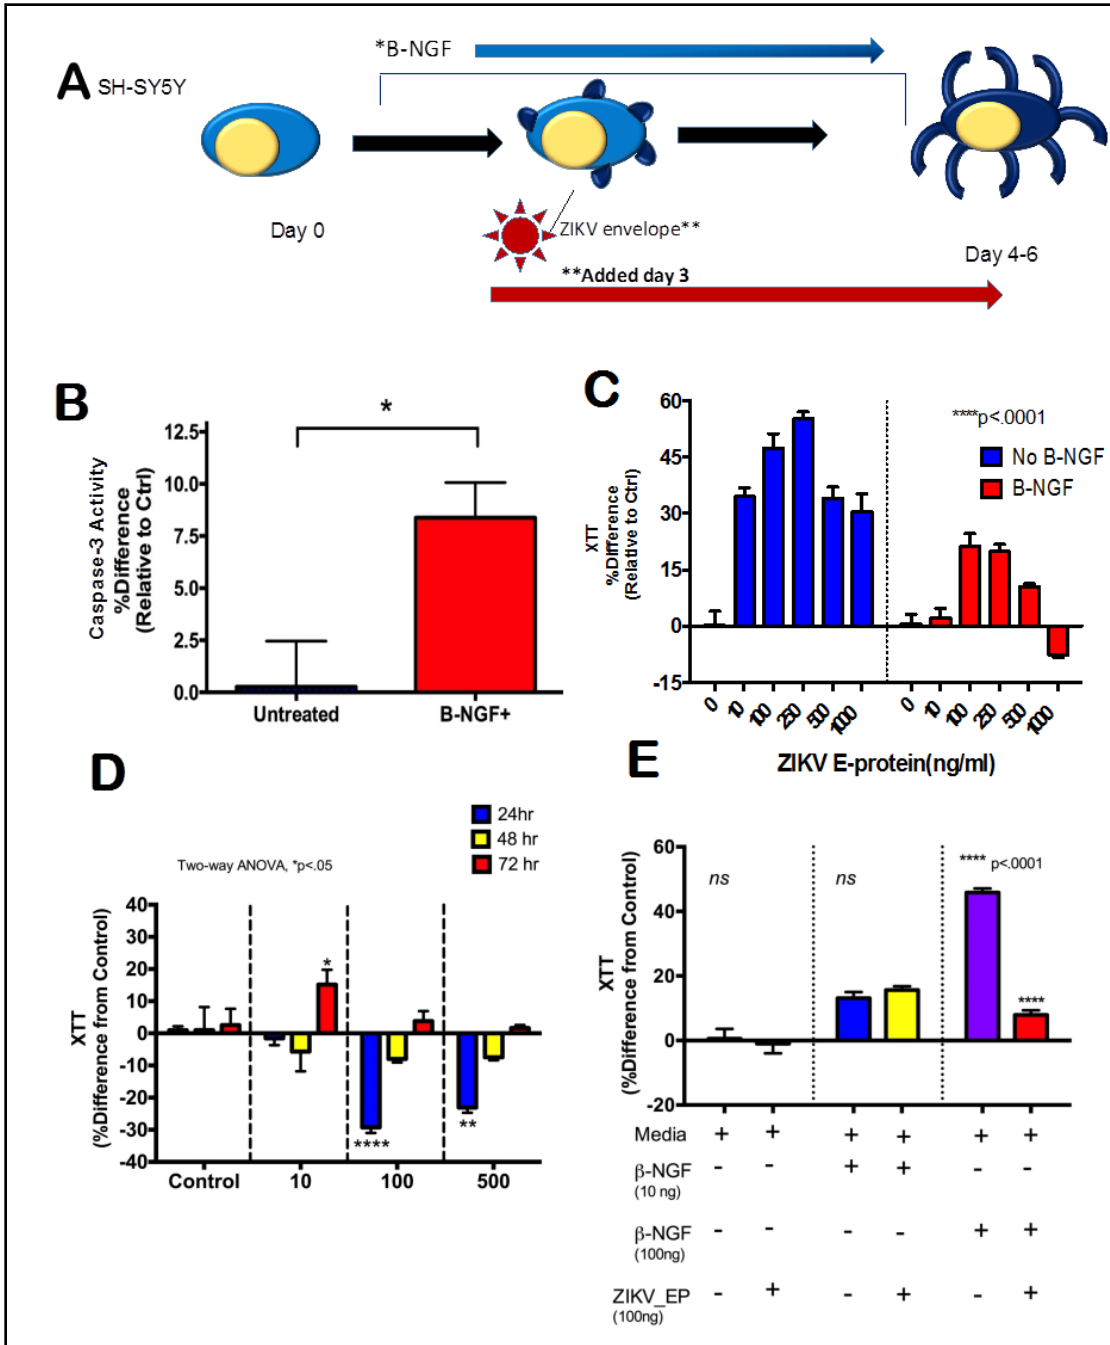 A
SH-SY5Y
*B-NGF
Day 0
ZIKV envelope**
**Added day 3
Day 4-6
B
Caspase-3 Activity
%Difference
(Relative to Ctrl)
*
12.5
10.0
7.5
5.0
2.5
0.0
Untreated
B-NGF+
C
XTT
%Difference
(Relative to Ctrl)
60
45
30
15
0
-15
****p<.0001
No B-NGF
B-NGF
0 10 100 250 500 1000 0 10 100 250 500 1000
ZIKV E-protein(ng/ml)
D
24hr
48 hr
72 hr
Two-way ANOVA, *p<.05
XTT
(%Difference from Control)
40
30
20
10
0
-10
-20
-30
-40
*
****
**
Control 10 100 500
E
XTT
(%Difference from Control)
60
40
20
0
-20
ns
ns
**** p<.0001
****
Media + + + + + +
β-NGF - - + + - -
(10 ng)
β-NGF - - - - + +
(100ng)
ZIKV_EP - + - + - +
(100ng)